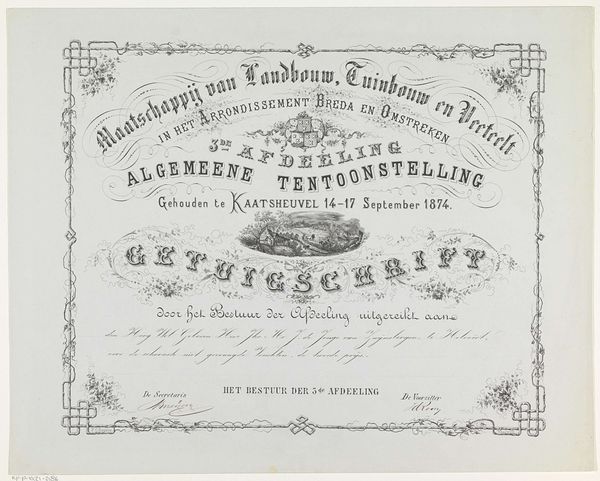 Maatschappij van Landbouw, Tuinbouw en Veeteelt
IN HET ARRONDISSEMENT BREDA EN OMSTREKEN
3DE AFDEELING
ALGEMEENE TENTOONSTELLING
Gehouden te KAATSHEUVEL 14-17 September 1874.
GETUIGSCHRIFT
door het Bestuur der Afdeeling uitgereikt aan
den Hoog
HET BESTUUR DER 3de AFDEELING
De Secretaris
De Voorzitter